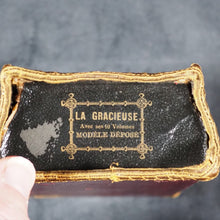 LA GRACIEUSE
Avec ses 10 Volumes
MODÈLE DÉPOSÉ